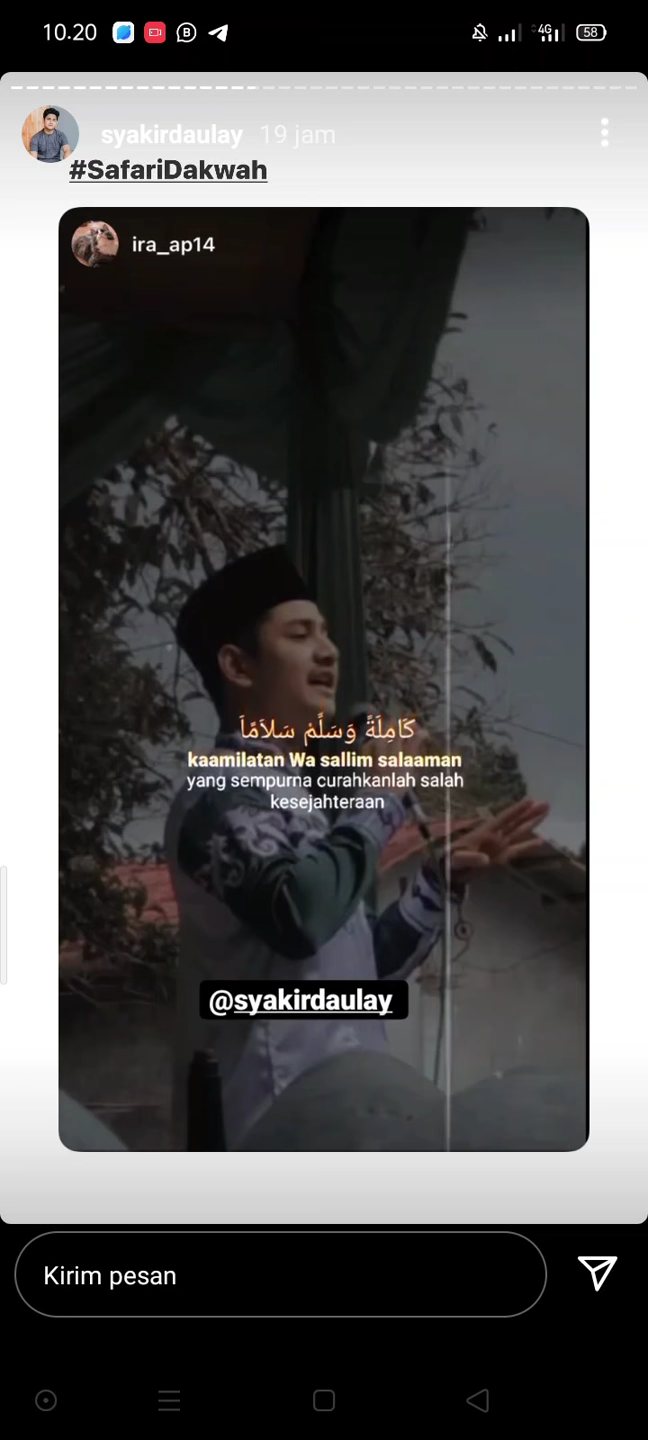 10.20
4G
58
syakirdaulay 19 jam
#SafariDakwah
ira_ap14
كَامِلَةً وَسَلِّمْ سَلاَمًا
kaamilatan Wa sallim salaaman
yang sempurna curahkanlah salah
kesejahteraan
@syakirdaulay
Kirim pesan